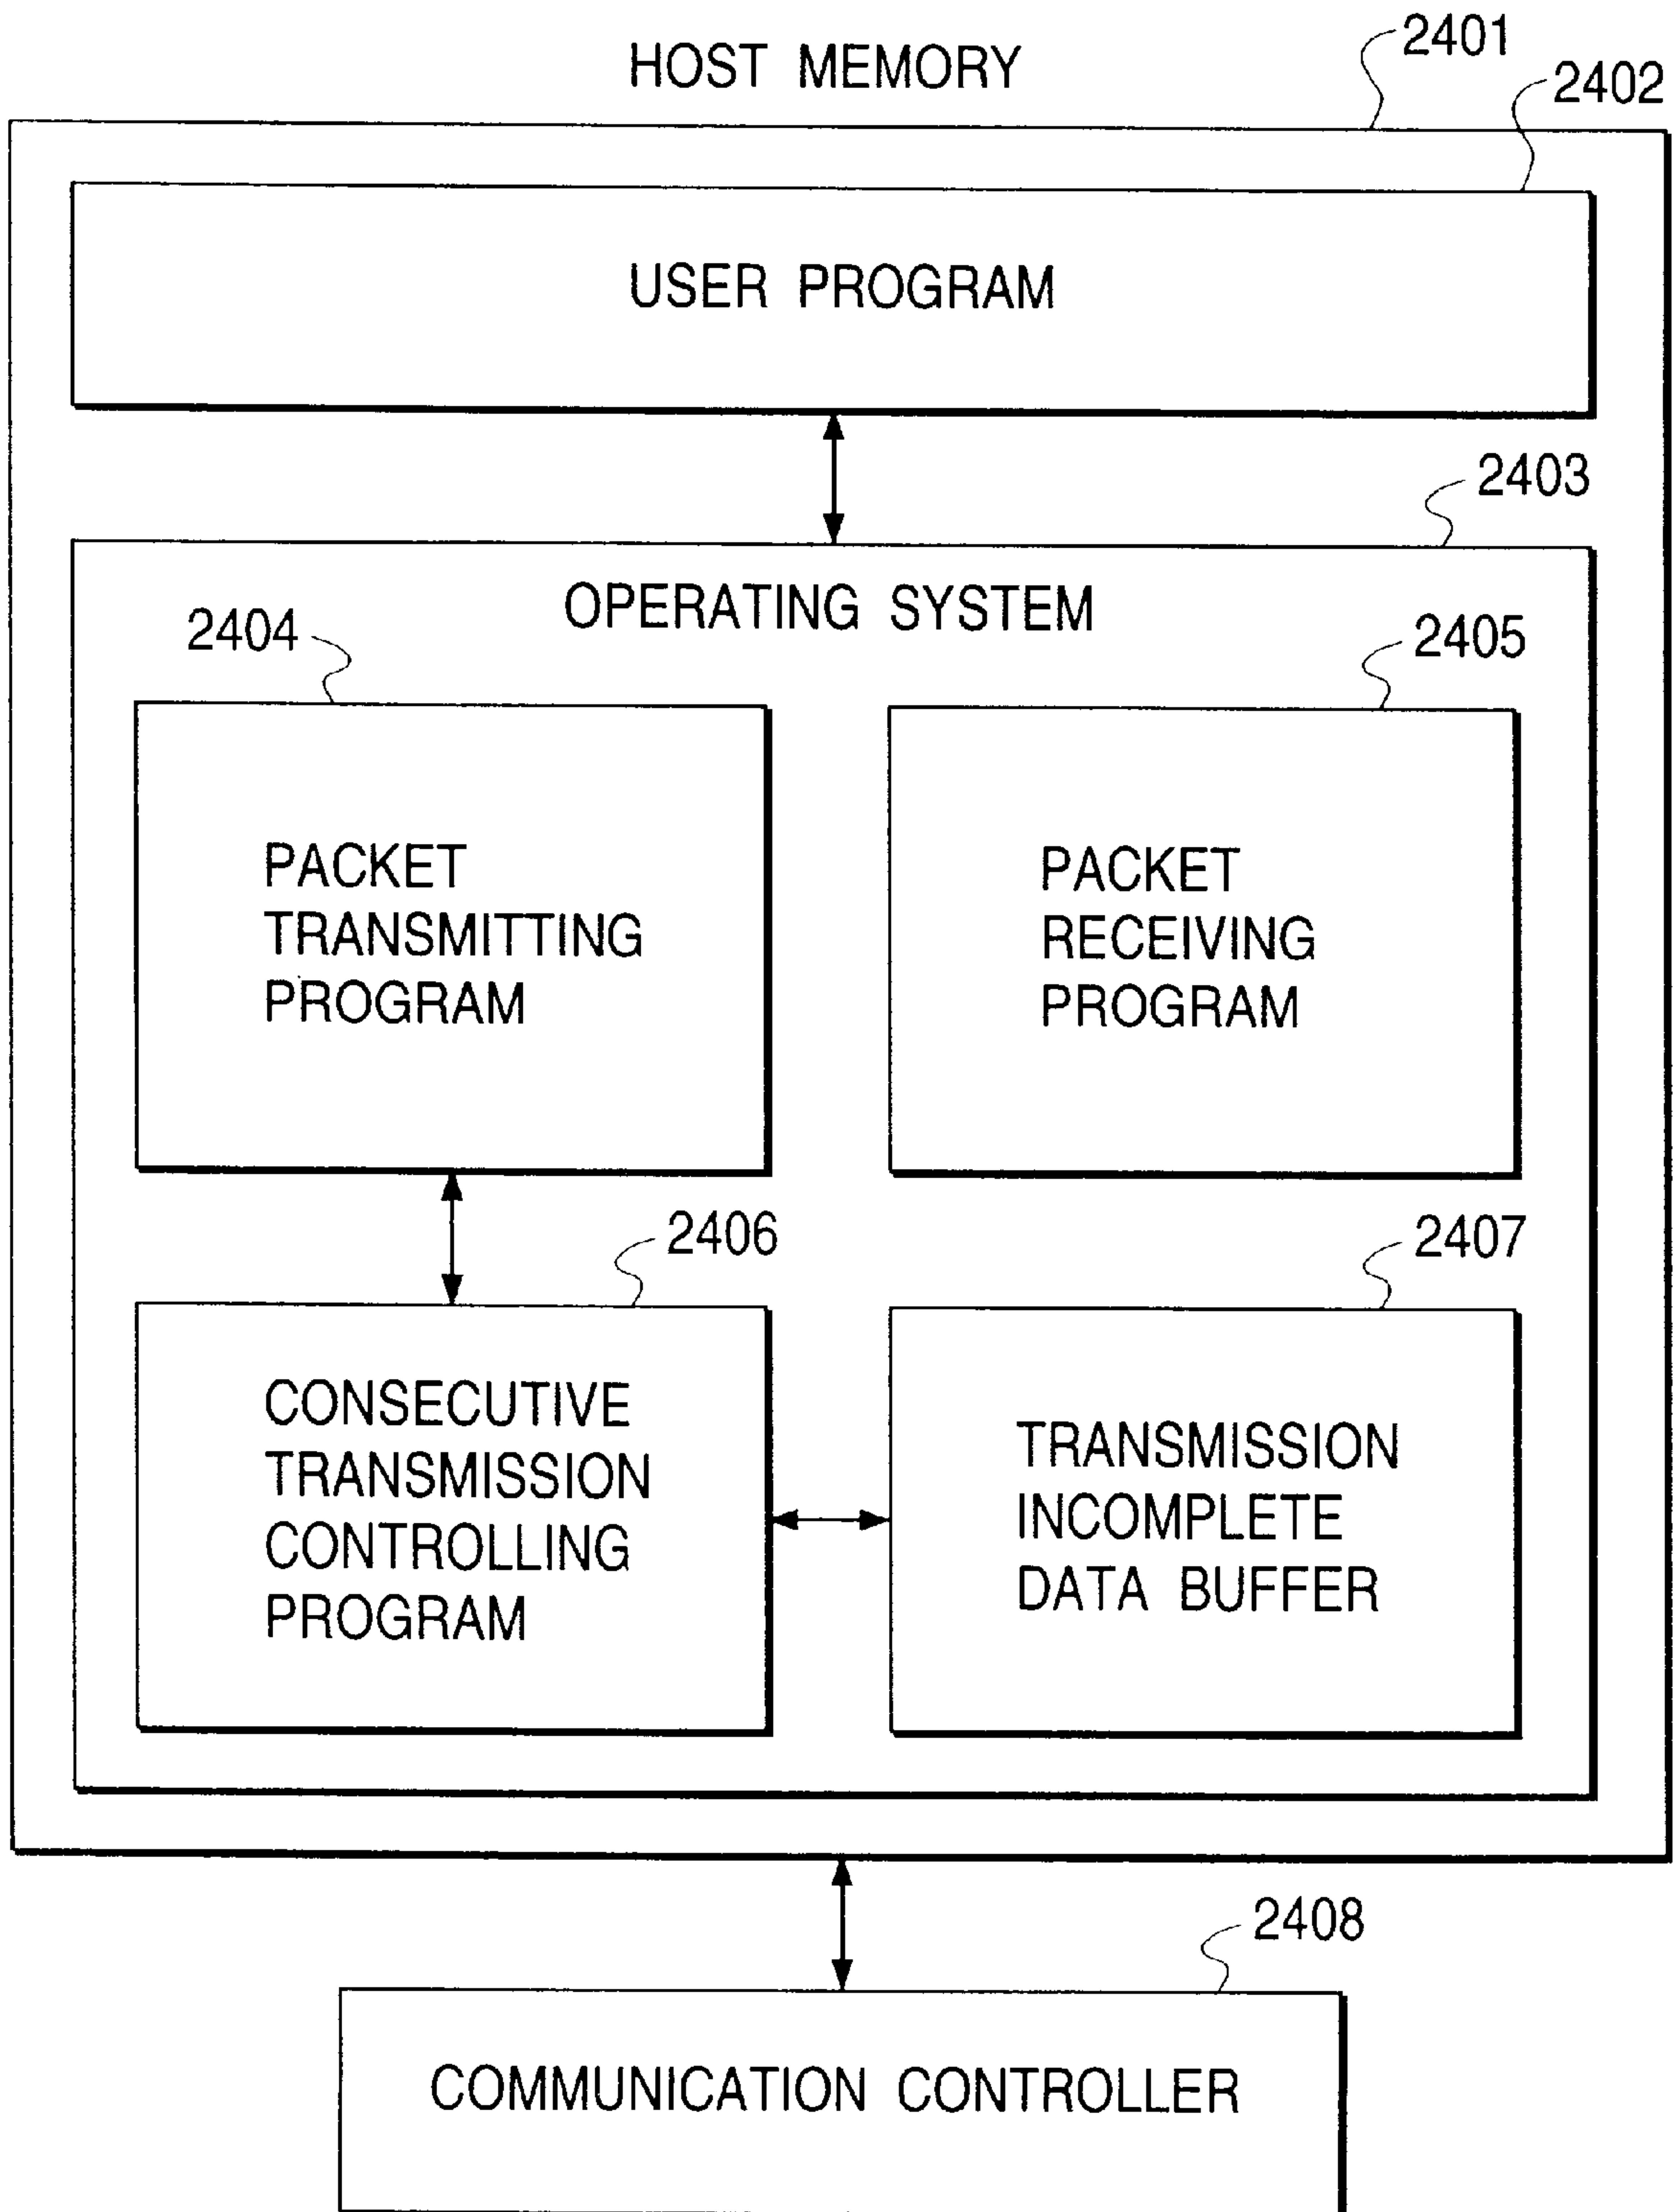 2401
HOST MEMORY
2402
USER PROGRAM
2403
OPERATING SYSTEM
2404
2405
PACKET
TRANSMITTING
PROGRAM
PACKET
RECEIVING
PROGRAM
2406
2407
CONSECUTIVE
TRANSMISSION
CONTROLLING
PROGRAM
TRANSMISSION
INCOMPLETE
DATA BUFFER
2408
COMMUNICATION CONTROLLER